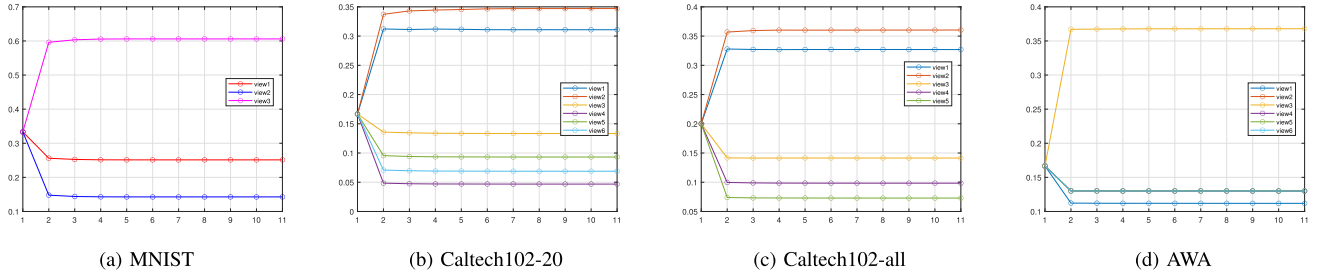 0.7
0.6
0.5
0.4
0.3
0.2
0.1
1 2 3 4 5 6 7 8 9 10 11
view1
view2
view3
(a) MNIST
0.35
0.3
0.25
0.2
0.15
0.1
0.05
0
1 2 3 4 5 6 7 8 9 10 11
view1
view2
view3
view4
view5
view6
(b) Caltech102-20
0.4
0.35
0.3
0.25
0.2
0.15
0.1
0.05
1 2 3 4 5 6 7 8 9 10 11
view1
view2
view3
view4
view5
(c) Caltech102-all
0.4
0.35
0.3
0.25
0.2
0.15
0.1
1 2 3 4 5 6 7 8 9 10 11
view1
view2
view3
view4
view5
view6
(d) AWA